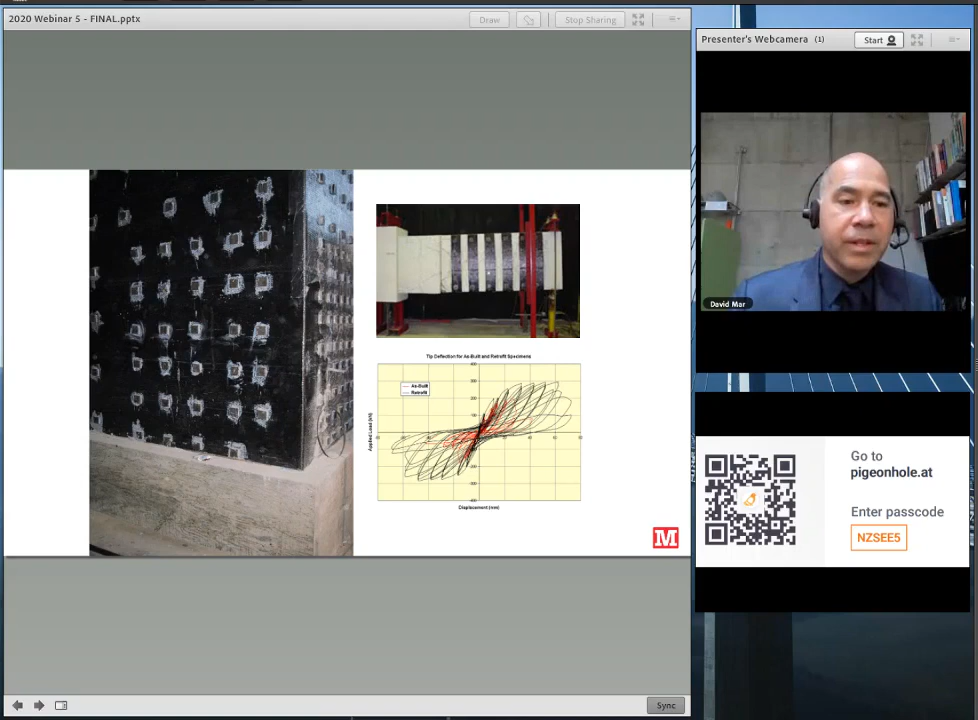 2020 Webinar 5 - FINAL.pptx
Draw
Stop Sharing
Presenter's Webcamera (1)
Start
David Mar
Tip Deflection for As-Built and Retrofit Specimens
As-Built
Retrofit
Applied Load (kN)
Displacement (mm)
M
Go to
pigeonhole.at
Enter passcode
NZSEE5
Sync